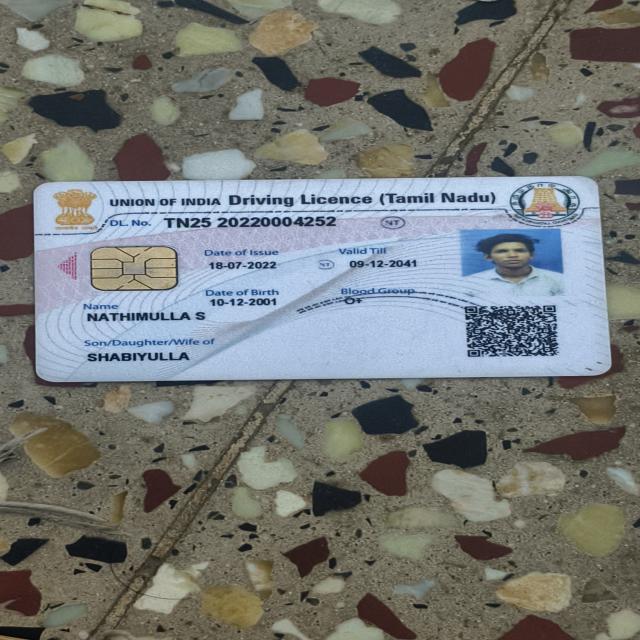 UNION OF INDIA Driving Licence (Tamil Nadu)
DL. No. TN25 20220004252 NT
Date of Issue Valid Till
18-07-2022 NT 09-12-2041
Date of Birth Blood Group
10-12-2001 O+
Name
NATHIMULLA S
Son/Daughter/Wife of
SHABIYULLA